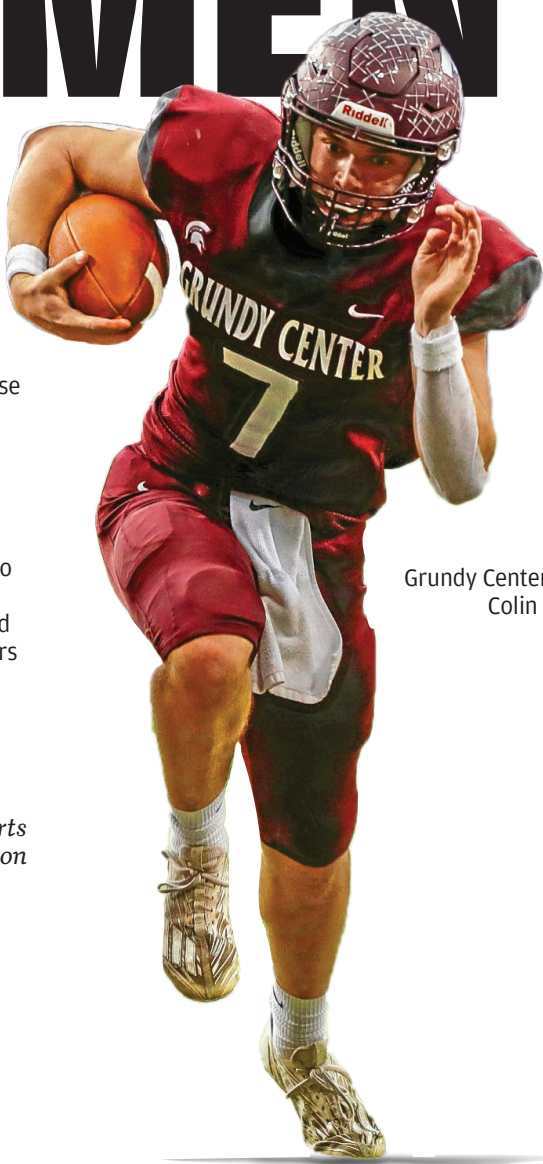 MEN
Riddell
GRUNDY CENTER
7
se
o
d
rs
rts
on
Grundy Center
Colin